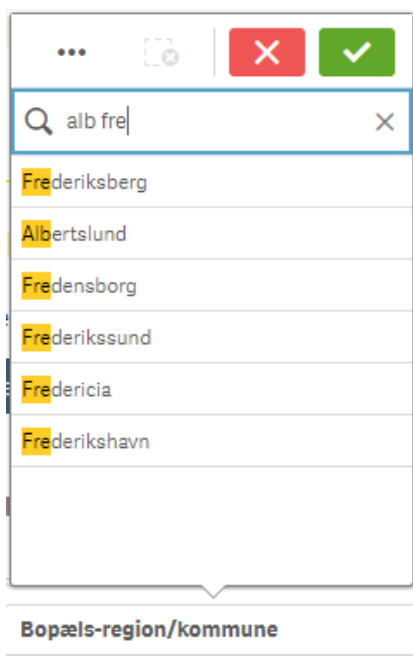 alb fre
Frederiksberg
Albertslund
Fredensborg
Frederikssund
Fredericia
Frederikshavn
Bopæls-region/kommune